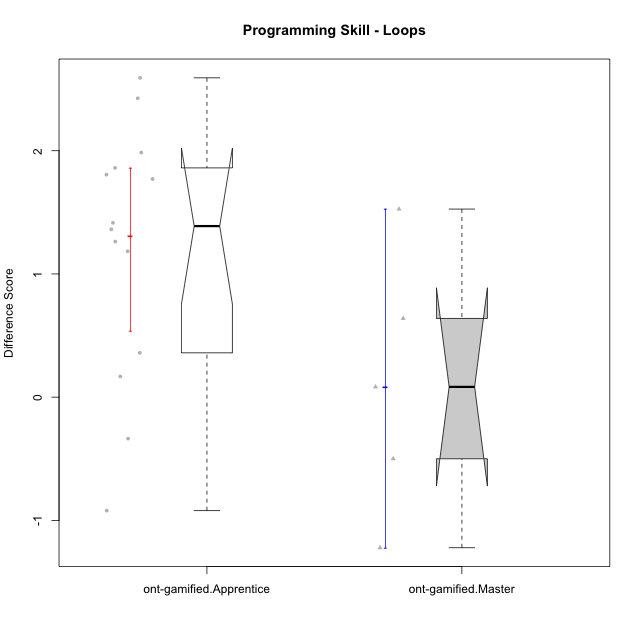 Programming Skill - Loops
Difference Score
2
1
0
-1
ont-gamified.Apprentice
ont-gamified.Master